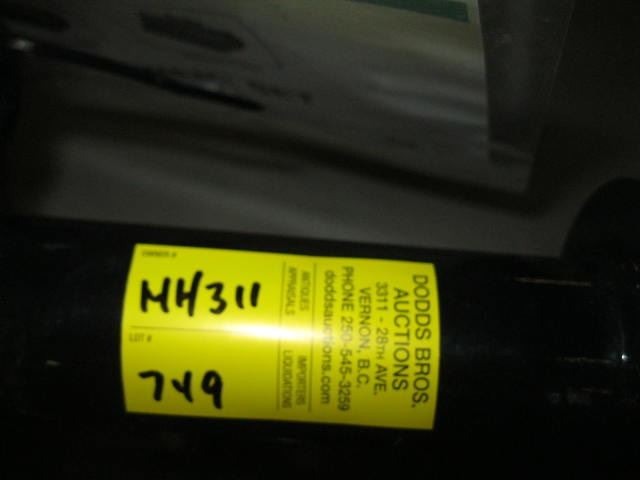 DODDS BROS.
AUCTIONS
3311 - 28TH AVE.
VERNON, B.C.
PHONE 250-545-3259
doddsauctions.com
ANTIQUES IMPORTERS
APPRAISALS LIQUIDATIONS
OWNER #
MH311
LOT #
749